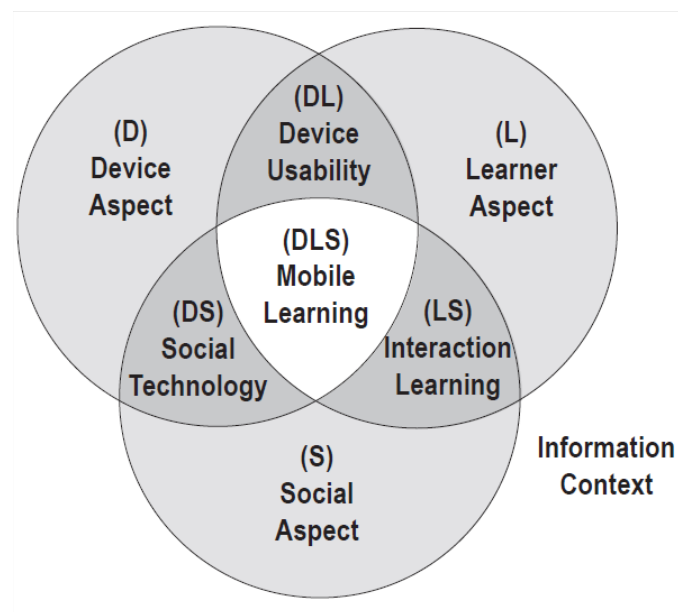 (D)
Device
Aspect
(DL)
Device
Usability
(L)
Learner
Aspect
(DLS)
Mobile
Learning
(DS)
Social
Technology
(LS)
Interaction
Learning
(S)
Social
Aspect
Information
Context